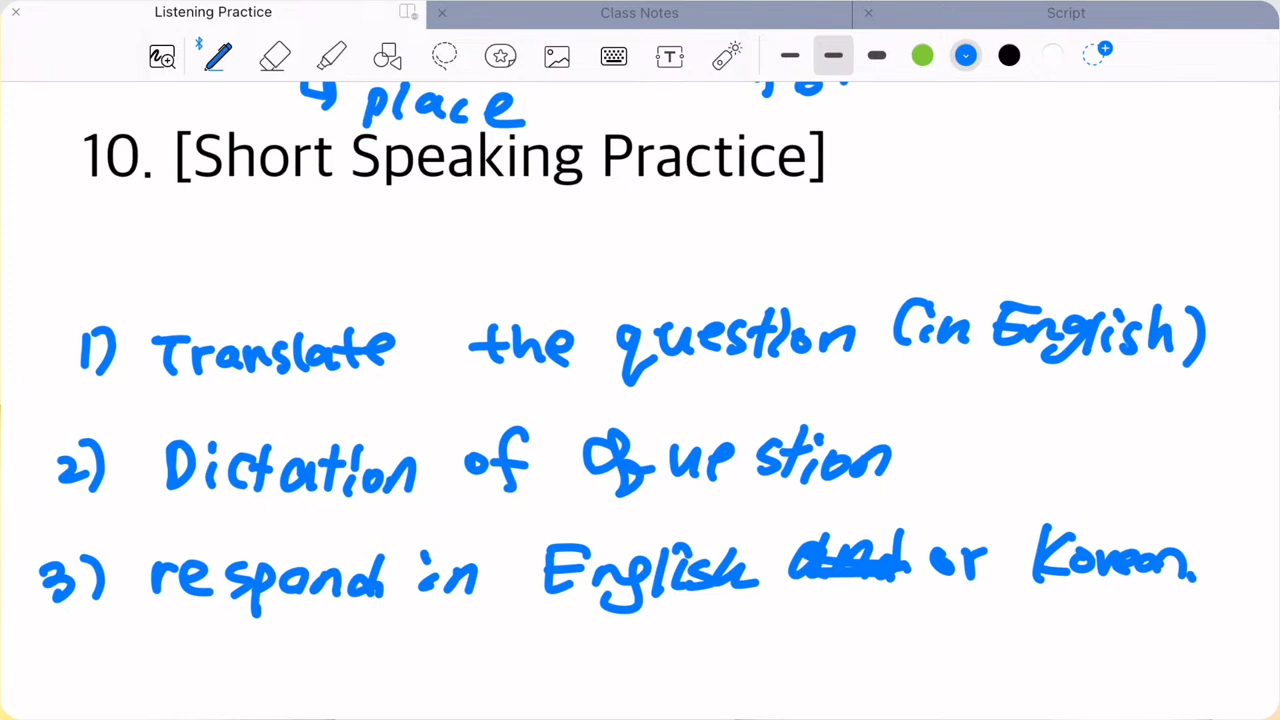 Listening Practice
Class Notes
Script
place
10. [Short Speaking Practice]
1) Translate the question (in English)
2) Dictation of Question
3) respond in English and or Korean.